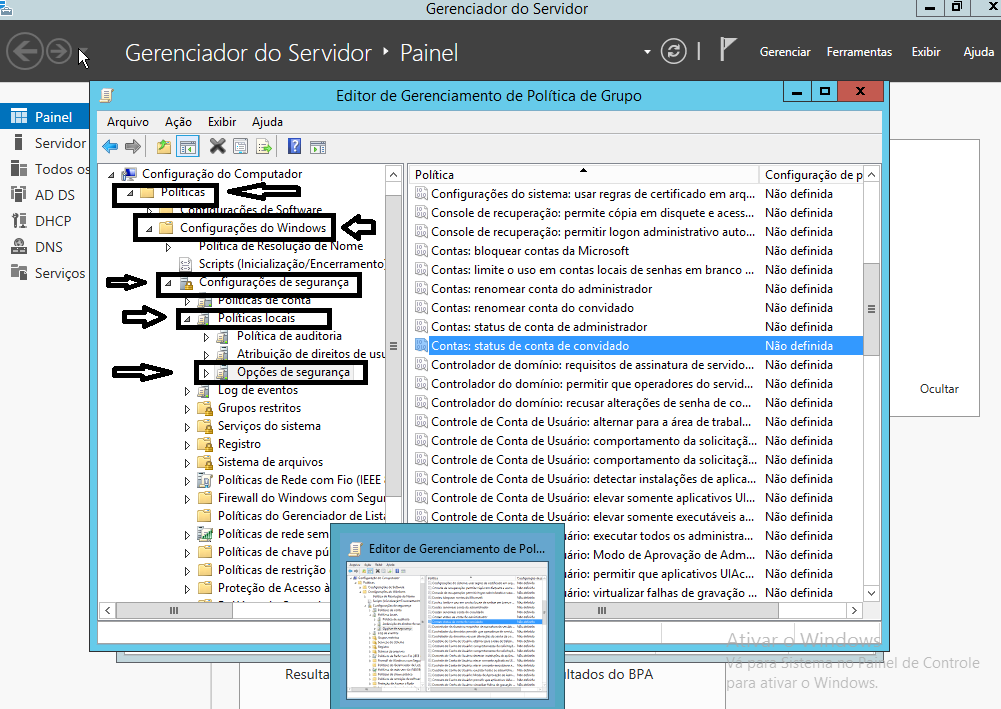 Gerenciador do Servidor
Gerenciador do Servidor ‣ Painel
Gerenciar Ferramentas Exibir Ajuda
Painel
Servidor
Todos os
AD DS
DHCP
DNS
Serviços
Editor de Gerenciamento de Política de Grupo
Arquivo Ação Exibir Ajuda
Configuração do Computador
Políticas
Configurações de Software
Configurações do Windows
Política de Resolução de Nome
Scripts (Inicialização/Encerramento)
Configurações de segurança
Políticas de conta
Políticas locais
Política de auditoria
Atribuição de direitos de usu
Opções de segurança
Log de eventos
Grupos restritos
Serviços do sistema
Registro
Sistema de arquivos
Políticas de Rede com Fio (IEEE
Firewall do Windows com Segur
Políticas do Gerenciador de Lista
Políticas de rede sem
Políticas de chave pú
Políticas de restrição
Proteção de Acesso à
Política Configuração de p
Configurações do sistema: usar regras de certificado em arq... Não definida
Console de recuperação: permite cópia em disquete e acess... Não definida
Console de recuperação: permitir logon administrativo auto... Não definida
Contas: bloquear contas da Microsoft Não definida
Contas: limite o uso em contas locais de senhas em branco ... Não definida
Contas: renomear conta do administrador Não definida
Contas: renomear conta do convidado Não definida
Contas: status de conta de administrador Não definida
Contas: status de conta de convidado Não definida
Controlador de domínio: requisitos de assinatura de servido... Não definida
Controlador de domínio: permitir que operadores do servid... Não definida
Controlador do domínio: recusar alterações de senha de co... Não definida
Controle de Conta de Usuário: alternar para a área de trabal... Não definida
Controle de Conta de Usuário: comportamento da solicitaçã... Não definida
Controle de Conta de Usuário: comportamento da solicitaçã... Não definida
Controle de Conta de Usuário: detectar instalações de aplica... Não definida
Controle de Conta de Usuário: elevar somente aplicativos UI... Não definida
Controle de Conta de Usuário: elevar somente executáveis a... Não definida
Usuário: executar todos os administra... Não definida
Usuário: Modo de Aprovação de Adm... Não definida
Usuário: permitir que aplicativos UIAc... Não definida
Usuário: virtualizar falhas de gravação ... Não definida
Ocultar
Editor de Gerenciamento de Pol...
Resulta
ltados do BPA
Ativar o Windows
Vá para Sistema no Painel de Controle
para ativar o Windows.